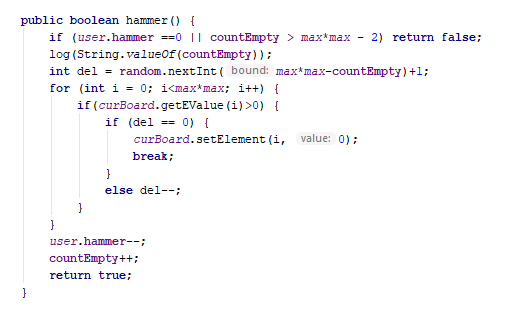 public boolean hammer() {
if (user.hammer ==0 || countEmpty > max*max - 2) return false;
log(String.valueOf(countEmpty));
int del = random.nextInt( bound: max*max-countEmpty)+1;
for (int i = 0; i<max*max; i++) {
if(curBoard.getEValue(i)>0) {
if (del == 0) {
curBoard.setElement(i, value: 0);
break;
}
else del--;
}
}
user.hammer--;
countEmpty++;
return true;
}